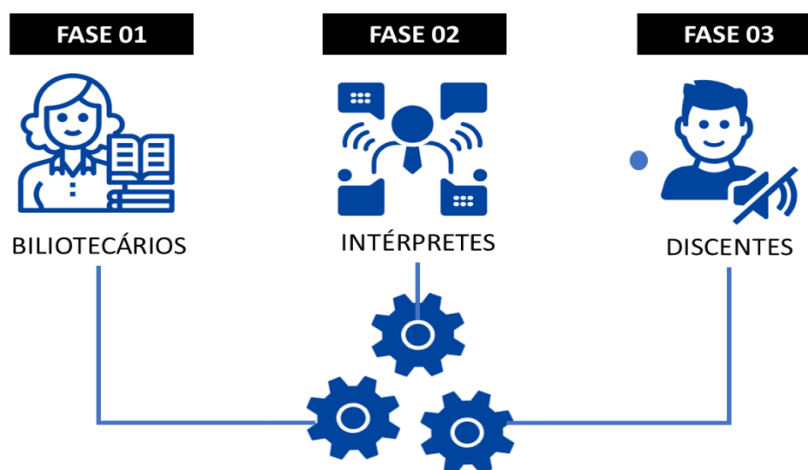 FASE 01
FASE 02
FASE 03
BILIOTECÁRIOS
INTÉRPRETES
DISCENTES